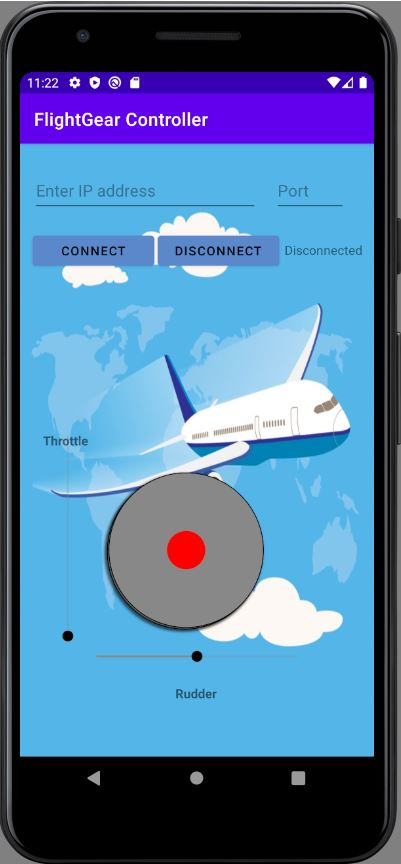 11:22
FlightGear Controller
Enter IP address Port
CONNECT DISCONNECT Disconnected
Throttle
Rudder